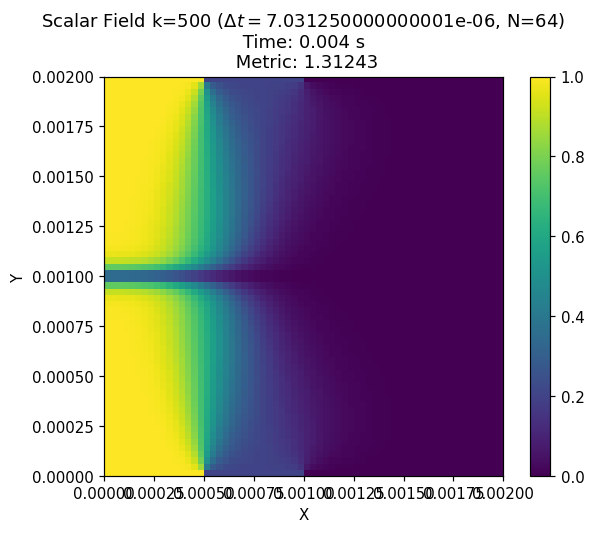 Scalar Field k=500 (Δt = 7.031250000000001e-06, N=64)
Time: 0.004 s
Metric: 1.31243
0.00200
0.00175
0.00150
0.00125
0.00100
0.00075
0.00050
0.00025
0.00000
Y
0.00000 0.00025 0.00050 0.00075 0.00100 0.00125 0.00150 0.00175 0.00200
X
1.0
0.8
0.6
0.4
0.2
0.0